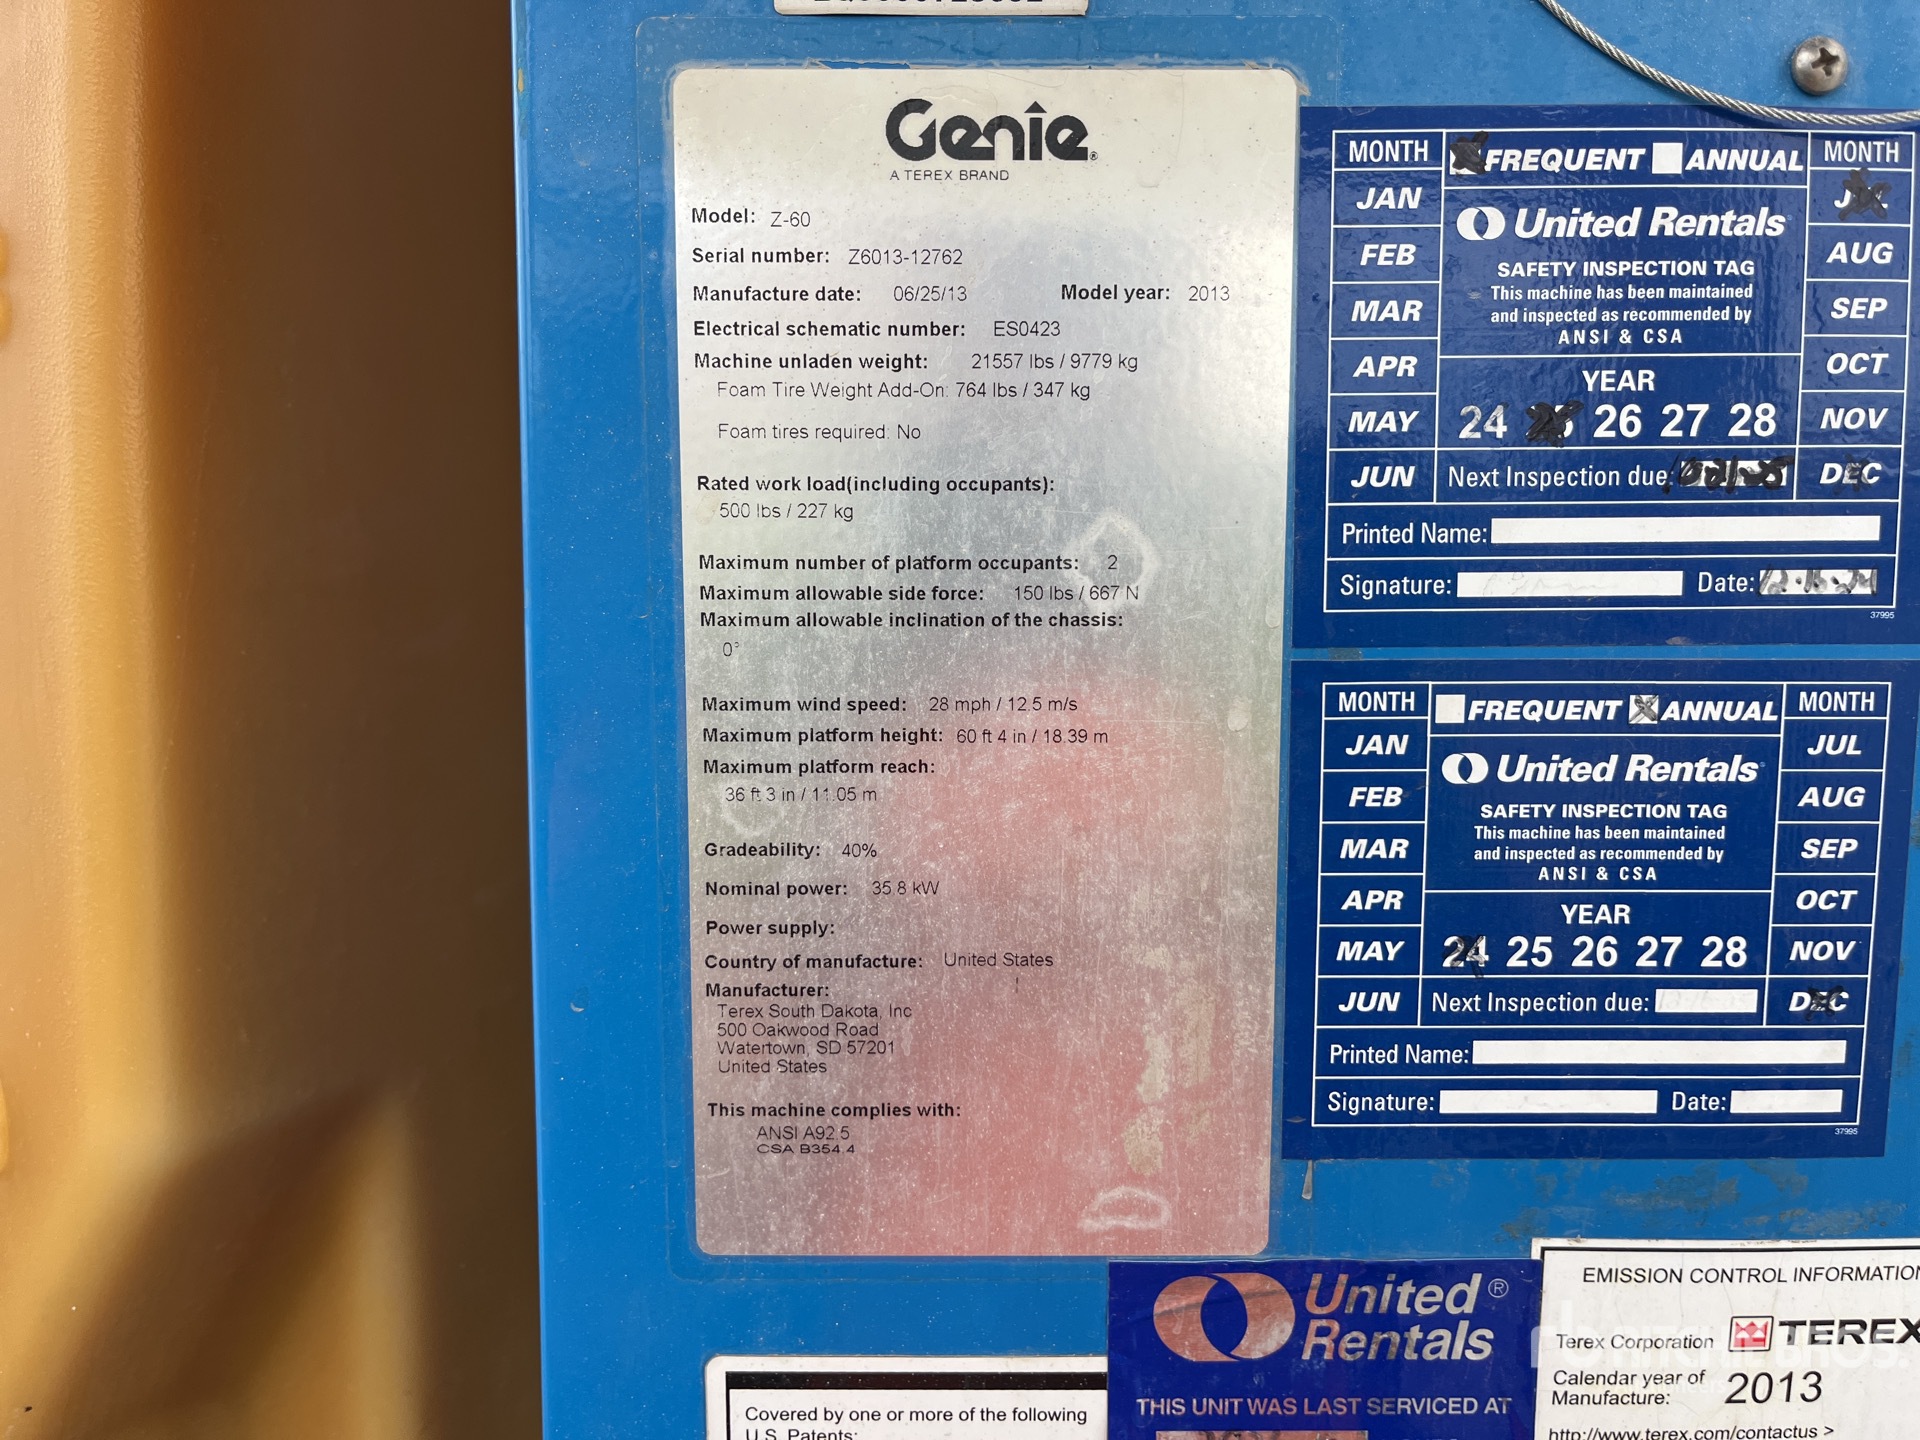 Genie®
A TEREX BRAND
Model: Z-60
Serial number: Z6013-12762
Manufacture date: 06/25/13 Model year: 2013
Electrical schematic number: ES0423
Machine unladen weight: 21557 lbs / 9779 kg
Foam Tire Weight Add-On: 764 lbs / 347 kg
Foam tires required: No
Rated work load(including occupants):
500 lbs / 227 kg
Maximum number of platform occupants: 2
Maximum allowable side force: 150 lbs / 667 N
Maximum allowable inclination of the chassis:
0°
Maximum wind speed: 28 mph / 12.5 m/s
Maximum platform height: 60 ft 4 in / 18.39 m
Maximum platform reach:
36 ft 3 in / 11.05 m
Gradeability: 40%
Nominal power: 35.8 kW
Power supply:
Country of manufacture: United States
Manufacturer:
Terex South Dakota, Inc
500 Oakwood Road
Watertown, SD 57201
United States
This machine complies with:
ANSI A92.5
CSA B354.4
MONTH FREQUENT ANNUAL MONTH
JAN
FEB
MAR
APR
MAY
JUN
United Rentals
SAFETY INSPECTION TAG
This machine has been maintained
and inspected as recommended by
ANSI & CSA
YEAR
24 26 27 28
Next Inspection due:
AUG
SEP
OCT
NOV
DEC
Printed Name:
Signature: Date:
37995
MONTH FREQUENT ANNUAL MONTH
JAN
FEB
MAR
APR
MAY
JUN
United Rentals
SAFETY INSPECTION TAG
This machine has been maintained
and inspected as recommended by
ANSI & CSA
YEAR
24 25 26 27 28
Next Inspection due:
JUL
AUG
SEP
OCT
NOV
DEC
Printed Name:
Signature: Date:
37995
United ®
Rentals
THIS UNIT WAS LAST SERVICED AT
EMISSION CONTROL INFORMATION
Terex Corporation TEREX
Calendar year of
Manufacture: 2013
http://www.terex.com/contactus >
Covered by one or more of the following
U.S. Patents: